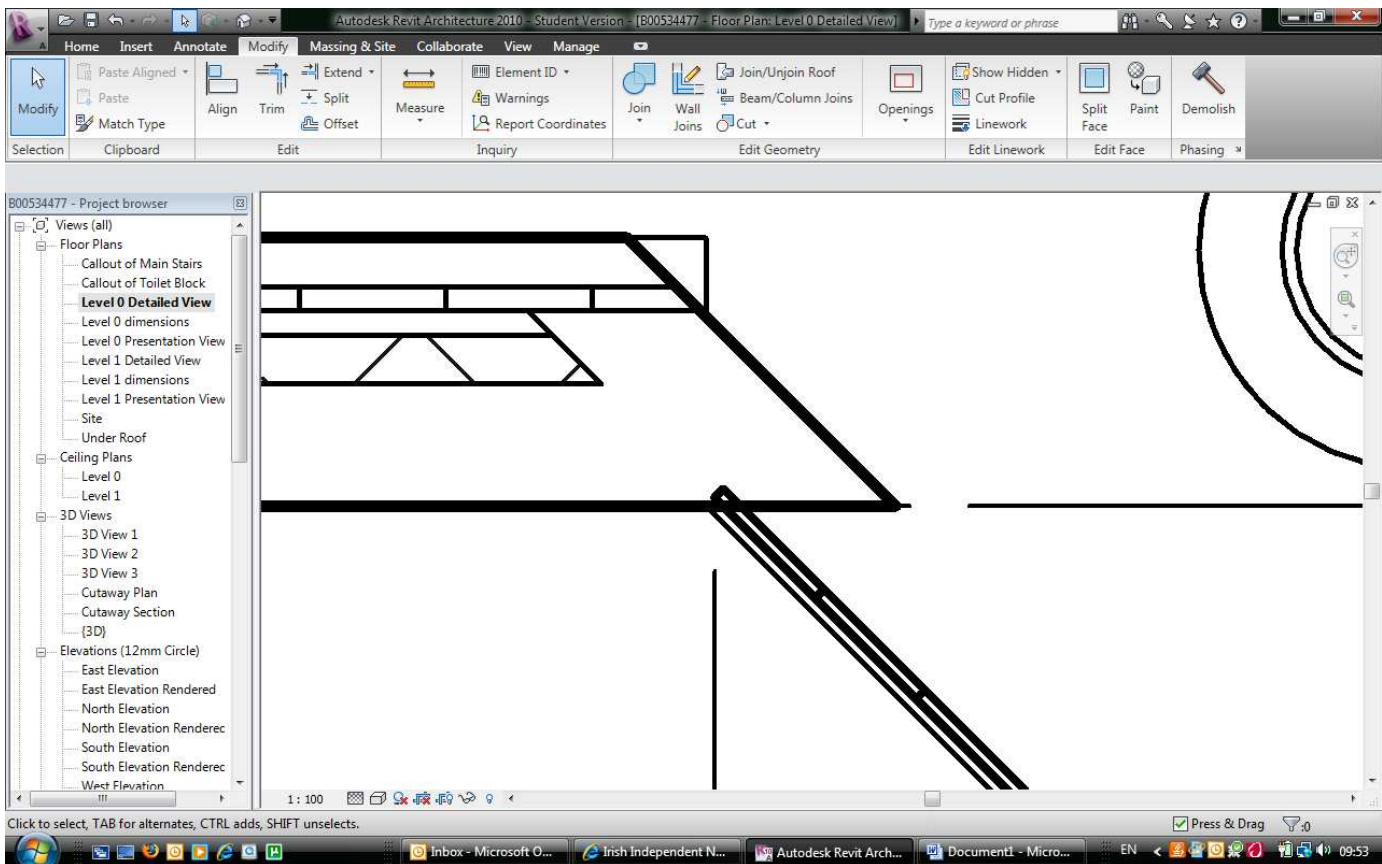 Autodesk Revit Architecture 2010 - Student Version - [B00534477 - Floor Plan: Level 0 Detailed View]
Type a keyword or phrase
Home Insert Annotate Modify Massing & Site Collaborate View Manage
Modify
Paste Aligned
Paste
Match Type
Align
Trim
Extend
Split
Offset
Measure
Element ID
Warnings
Report Coordinates
Join
Wall
Joins
Join/Unjoin Roof
Beam/Column Joins
Cut
Openings
Show Hidden
Cut Profile
Linework
Split
Face
Paint
Demolish
Selection Clipboard Edit Inquiry Edit Geometry Edit Linework Edit Face Phasing
B00534477 - Project browser
Views (all)
Floor Plans
Callout of Main Stairs
Callout of Toilet Block
Level 0 Detailed View
Level 0 dimensions
Level 0 Presentation View
Level 1 Detailed View
Level 1 dimensions
Level 1 Presentation View
Site
Under Roof
Ceiling Plans
Level 0
Level 1
3D Views
3D View 1
3D View 2
3D View 3
Cutaway Plan
Cutaway Section
{3D}
Elevations (12mm Circle)
East Elevation
East Elevation Rendered
North Elevation
North Elevation Renderec
South Elevation
South Elevation Renderec
West Elevation
1 : 100
Click to select, TAB for alternates, CTRL adds, SHIFT unselects.
Press & Drag
:0
Inbox - Microsoft O...
Irish Independent N...
Autodesk Revit Arch...
Document1 - Micro...
EN
09:53